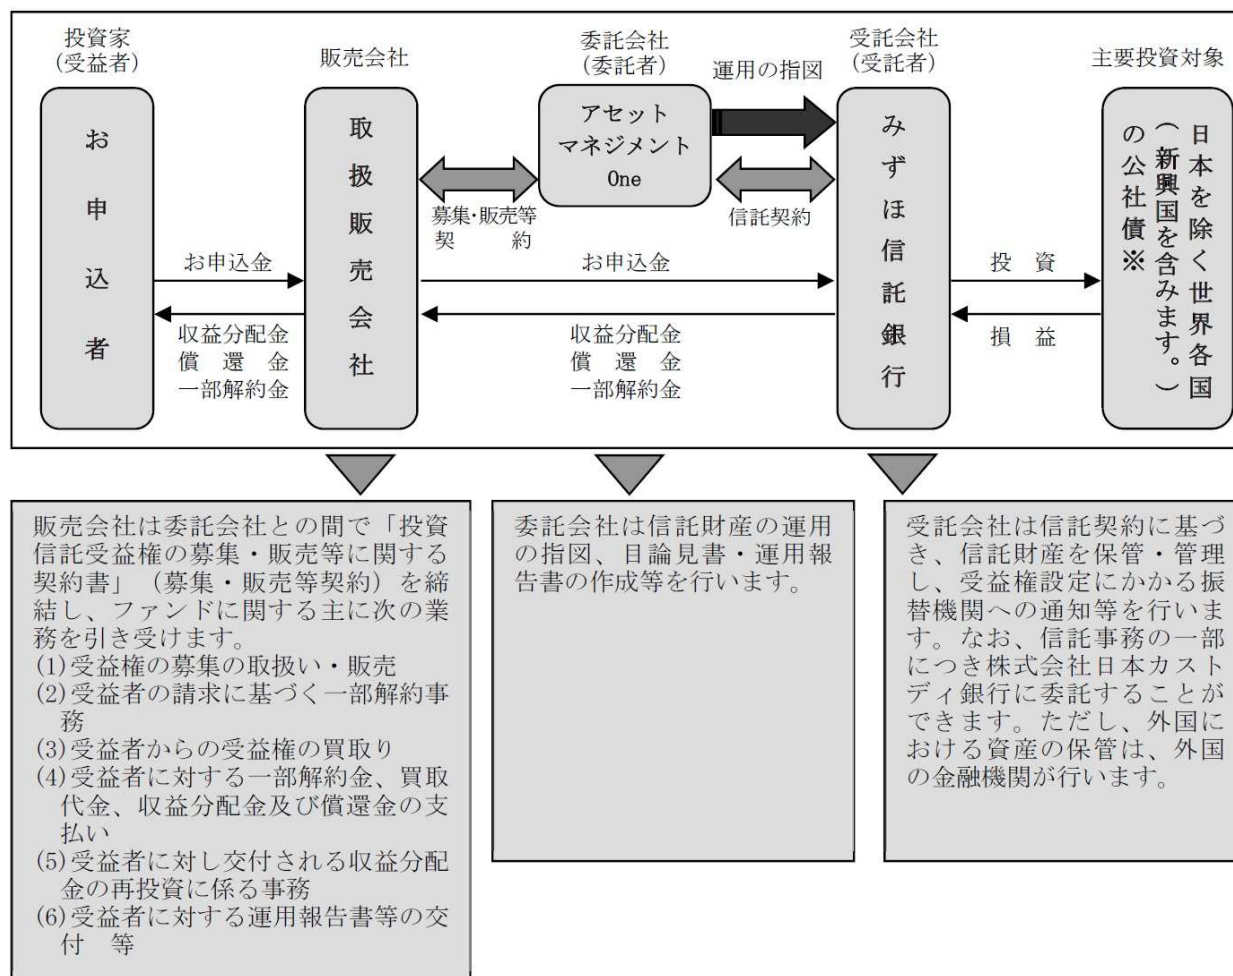 投資家
(受益者)
販売会社
委託会社
(委託者)
運用の指図
受託会社
(受託者)
主要投資対象
お申込者
取扱販売会社
アセット
マネジメント
One
みずほ信託銀行
日本を除く世界各国
（新興国を含みます。）
の公社債※
募集・販売等
契　約
信託契約
お申込金
お申込金
投　資
収益分配金
償　還　金
一部解約金
収益分配金
償　還　金
一部解約金
損　益
販売会社は委託会社との間で「投資
信託受益権の募集・販売等に関する
契約書」（募集・販売等契約）を締
結し、ファンドに関する主に次の業
務を引き受けます。
(1)受益権の募集の取扱い・販売
(2)受益者の請求に基づく一部解約事
務
(3)受益者からの受益権の買取り
(4)受益者に対する一部解約金、買取
代金、収益分配金及び償還金の支
払い
(5)受益者に対し交付される収益分配
金の再投資に係る事務
(6)受益者に対する運用報告書等の交
付　等
委託会社は信託財産の運用
の指図、目論見書・運用報
告書の作成等を行います。
受託会社は信託契約に基づ
き、信託財産を保管・管理
し、受益権設定にかかる振
替機関への通知等を行いま
す。なお、信託事務の一部
につき株式会社日本カスト
ディ銀行に委託することが
できます。ただし、外国に
おける資産の保管は、外国
の金融機関が行います。